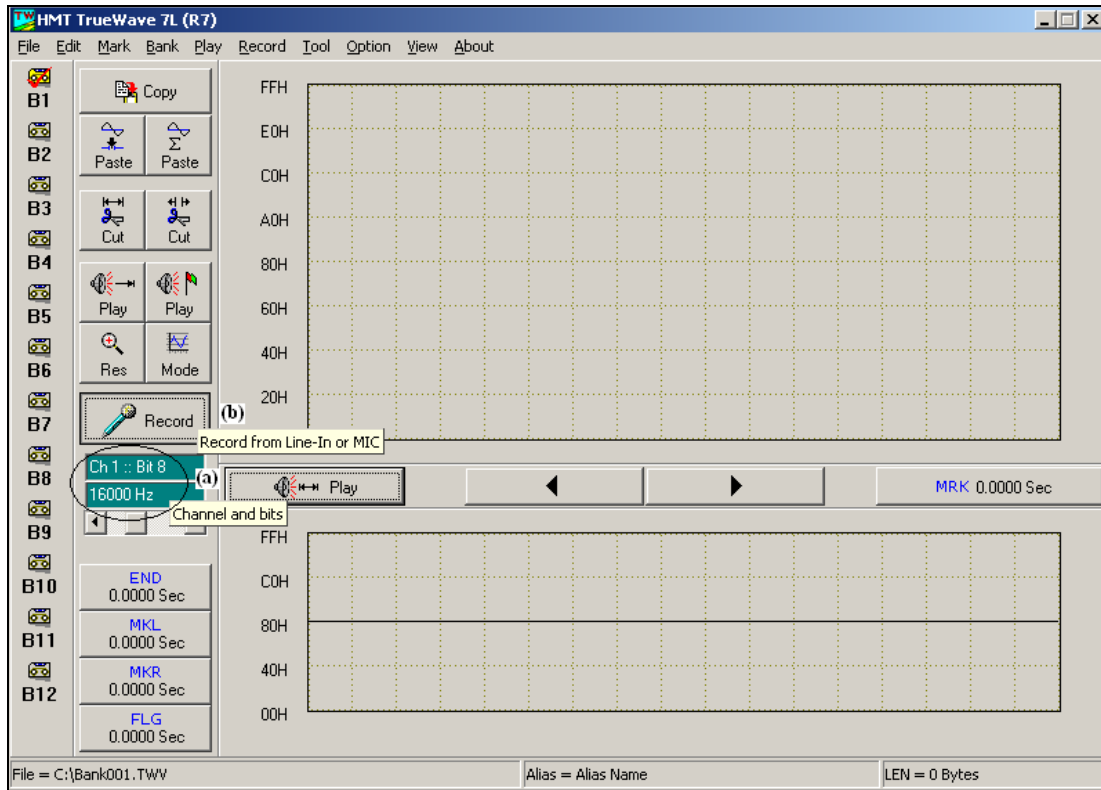 HMT TrueWave 7L (R7)
File Edit Mark Bank Play Record Tool Option View About
B1
B2
B3
B4
B5
B6
B7
B8
B9
B10
B11
B12
Copy
Paste Σ Paste
Cut Cut
Play Play
Res Mode
Record
(b)
Record from Line-In or MIC
Ch 1 :: Bit 8
16000 Hz
(a)
Channel and bits
END
0.0000 Sec
MKL
0.0000 Sec
MKR
0.0000 Sec
FLG
0.0000 Sec
FFH
E0H
C0H
A0H
80H
60H
40H
20H
Play
MRK 0.0000 Sec
FFH
C0H
80H
40H
00H
File = C:\Bank001.TWV
Alias = Alias Name
LEN = 0 Bytes